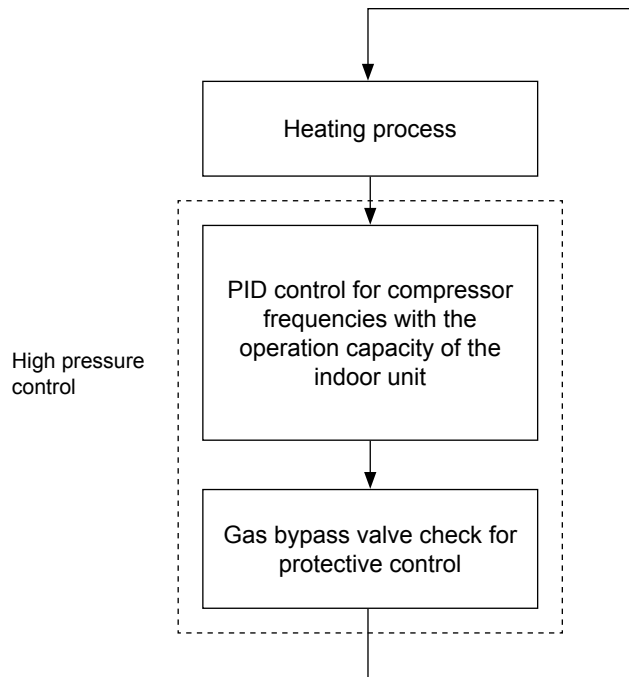 Heating process
PID control for compressor
frequencies with the
operation capacity of the
indoor unit
High pressure
control
Gas bypass valve check for
protective control